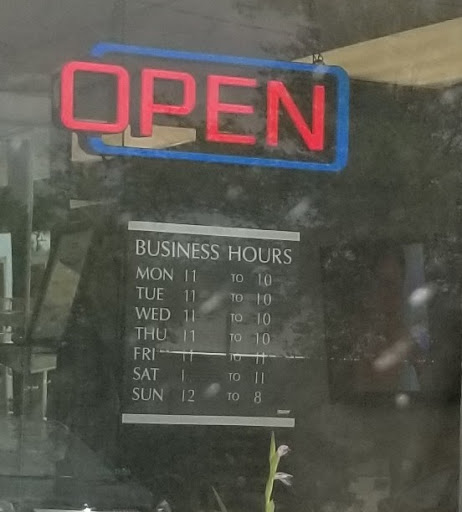 OPEN
BUSINESS HOURS
MON 11 TO 10
TUE 11 TO 10
WED 11 TO 10
THU 11 TO 10
FRI 11 TO 11
SAT 1 TO 11
SUN 12 TO 8